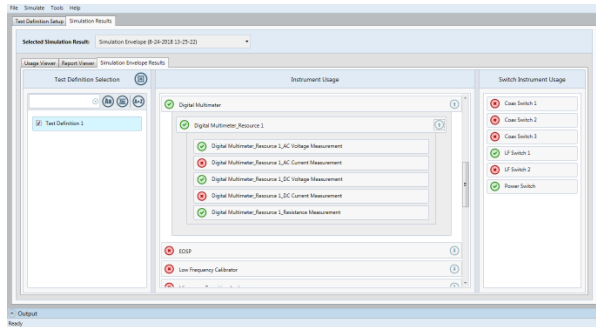 File Simulate Tools Help
Test Definition Setup Simulation Results
Selected Simulation Result: Simulation Envelope (6-24-2018 13-25-22)
Usage Viewer Report Viewer Simulation Envelope Results
Test Definition Selection
Instrument Usage
Switch Instrument Usage
Test Definition 1
Digital Multimeter
Digital Multimeter_Resource 1
Digital Multimeter_Resource 1_AC Voltage Measurement
Digital Multimeter_Resource 1_AC Current Measurement
Digital Multimeter_Resource 1_DC Voltage Measurement
Digital Multimeter_Resource 1_DC Current Measurement
Digital Multimeter_Resource 1_Resistance Measurement
EOSP
Low Frequency Calibrator
Coax Switch 1
Coax Switch 2
Coax Switch 3
LF Switch 1
LF Switch 2
Power Switch
Output
Ready